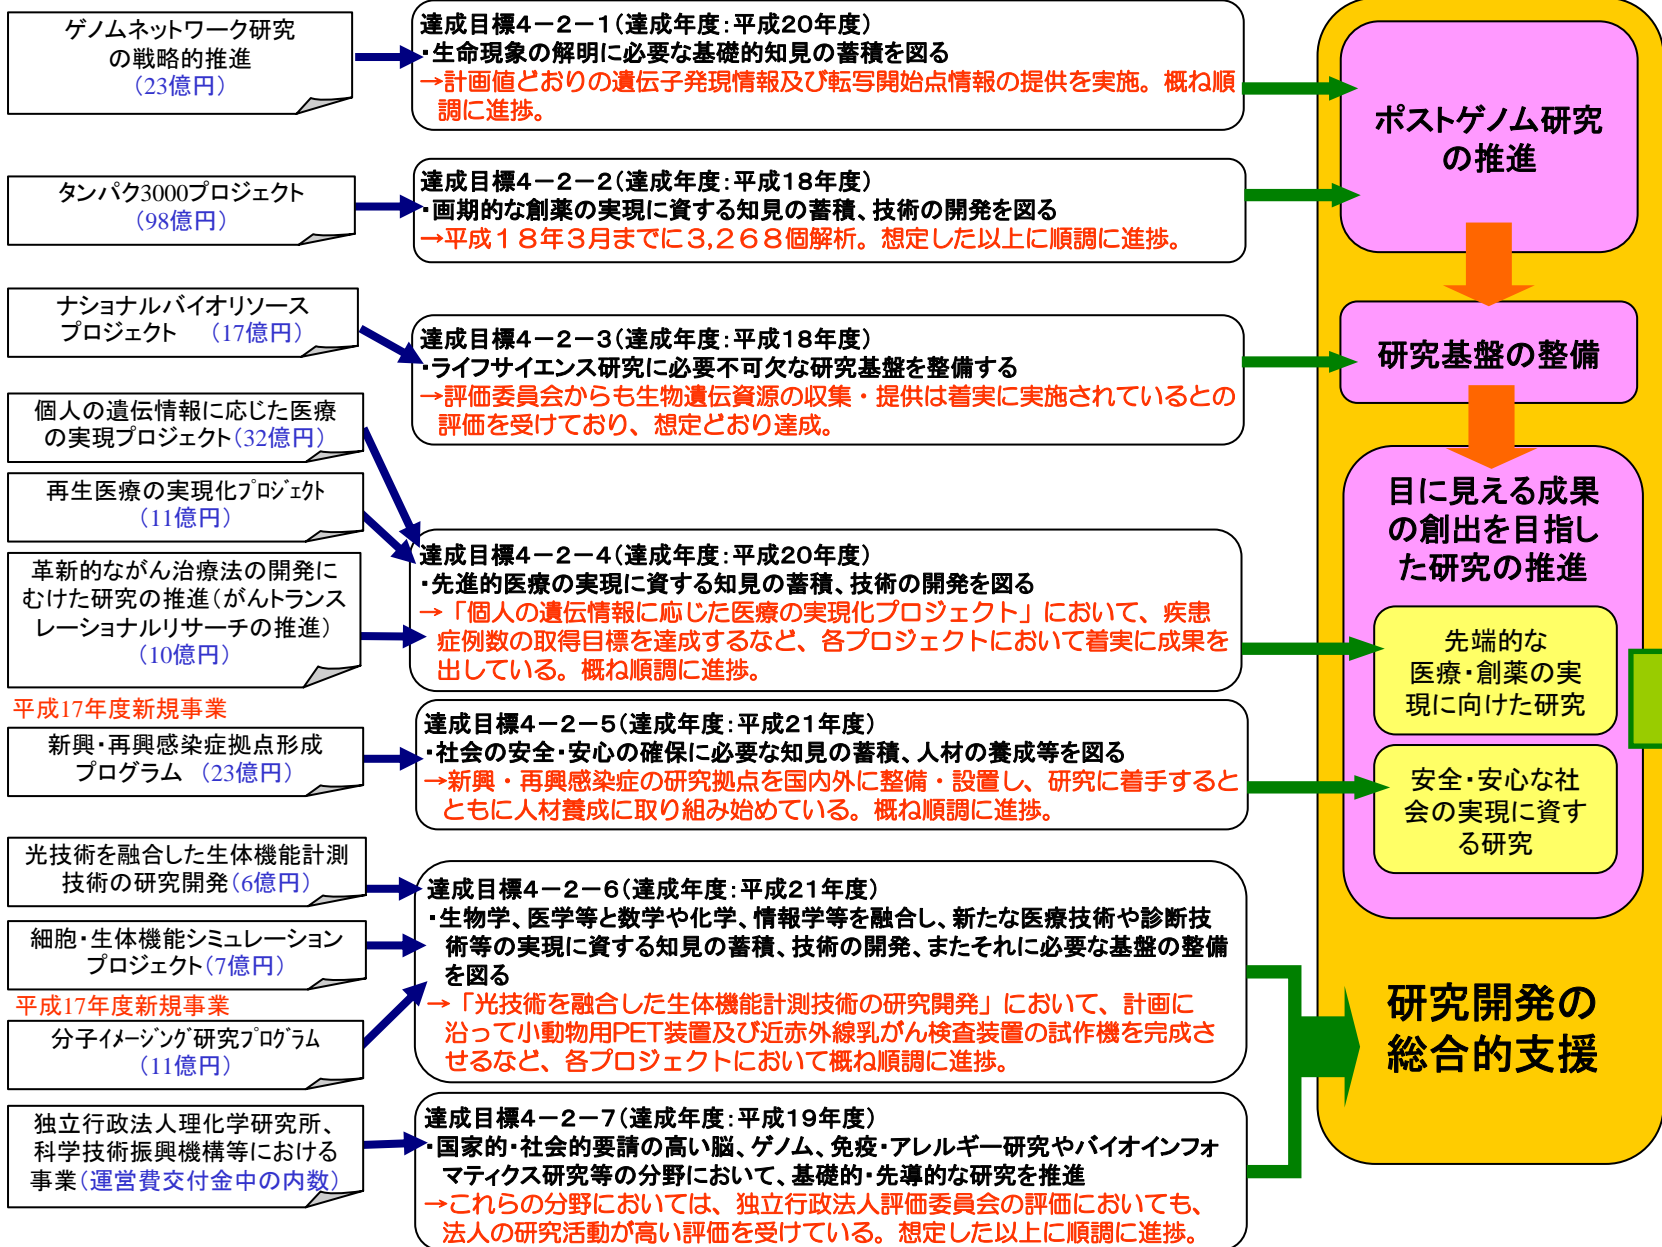 ゲノムネットワーク研究
の戦略的推進
（23億円）
タンパク3000プロジェクト
（98億円）
ナショナルバイオリソース
プロジェクト　（17億円）
個人の遺伝情報に応じた医療
の実現プロジェクト（32億円）
再生医療の実現化プロジェクト
（11億円）
革新的ながん治療法の開発に
むけた研究の推進（がんトランス
レーショナルリサーチの推進）
（10億円）
平成17年度新規事業
新興・再興感染症拠点形成
プログラム　（23億円）
光技術を融合した生体機能計測
技術の研究開発（6億円）
細胞・生体機能シミュレーション
プロジェクト（7億円）
平成17年度新規事業
分子イメージング研究プログラム
（11億円）
独立行政法人理化学研究所、
科学技術振興機構等における
事業（運営費交付金中の内数）
達成目標4－2－1（達成年度：平成20年度）
・生命現象の解明に必要な基礎的知見の蓄積を図る
→計画値どおりの遺伝子発現情報及び転写開始点情報の提供を実施。概ね順
調に進捗。
達成目標4－2－2（達成年度：平成18年度）
・画期的な創薬の実現に資する知見の蓄積、技術の開発を図る
→平成１８年３月までに３,２６８個解析。想定した以上に順調に進捗。
達成目標4－2－3（達成年度：平成18年度）
・ライフサイエンス研究に必要不可欠な研究基盤を整備する
→評価委員会からも生物遺伝資源の収集・提供は着実に実施されているとの
評価を受けており、想定どおり達成。
達成目標4－2－4（達成年度：平成20年度）
・先進的医療の実現に資する知見の蓄積、技術の開発を図る
→「個人の遺伝情報に応じた医療の実現化プロジェクト」において、疾患
症例数の取得目標を達成するなど、各プロジェクトにおいて着実に成果を
出している。概ね順調に進捗。
達成目標4－2－5（達成年度：平成21年度）
・社会の安全・安心の確保に必要な知見の蓄積、人材の養成等を図る
→新興・再興感染症の研究拠点を国内外に整備・設置し、研究に着手すると
ともに人材養成に取り組み始めている。概ね順調に進捗。
達成目標4－2－6（達成年度：平成21年度）
・生物学、医学等と数学や化学、情報学等を融合し、新たな医療技術や診断技
術等の実現に資する知見の蓄積、技術の開発、またそれに必要な基盤の整備
を図る
→「光技術を融合した生体機能計測技術の研究開発」において、計画に
沿って小動物用PET装置及び近赤外線乳がん検査装置の試作機を完成さ
せるなど、各プロジェクトにおいて概ね順調に進捗。
達成目標4－2－7（達成年度：平成19年度）
・国家的・社会的要請の高い脳、ゲノム、免疫・アレルギー研究やバイオインフォ
マティクス研究等の分野において、基礎的・先導的な研究を推進
→これらの分野においては、独立行政法人評価委員会の評価においても、
法人の研究活動が高い評価を受けている。想定した以上に順調に進捗。
ポストゲノム研究
の推進
研究基盤の整備
目に見える成果
の創出を目指し
た研究の推進
先端的な
医療・創薬の実
現に向けた研究
安全・安心な社
会の実現に資す
る研究
研究開発の
総合的支援